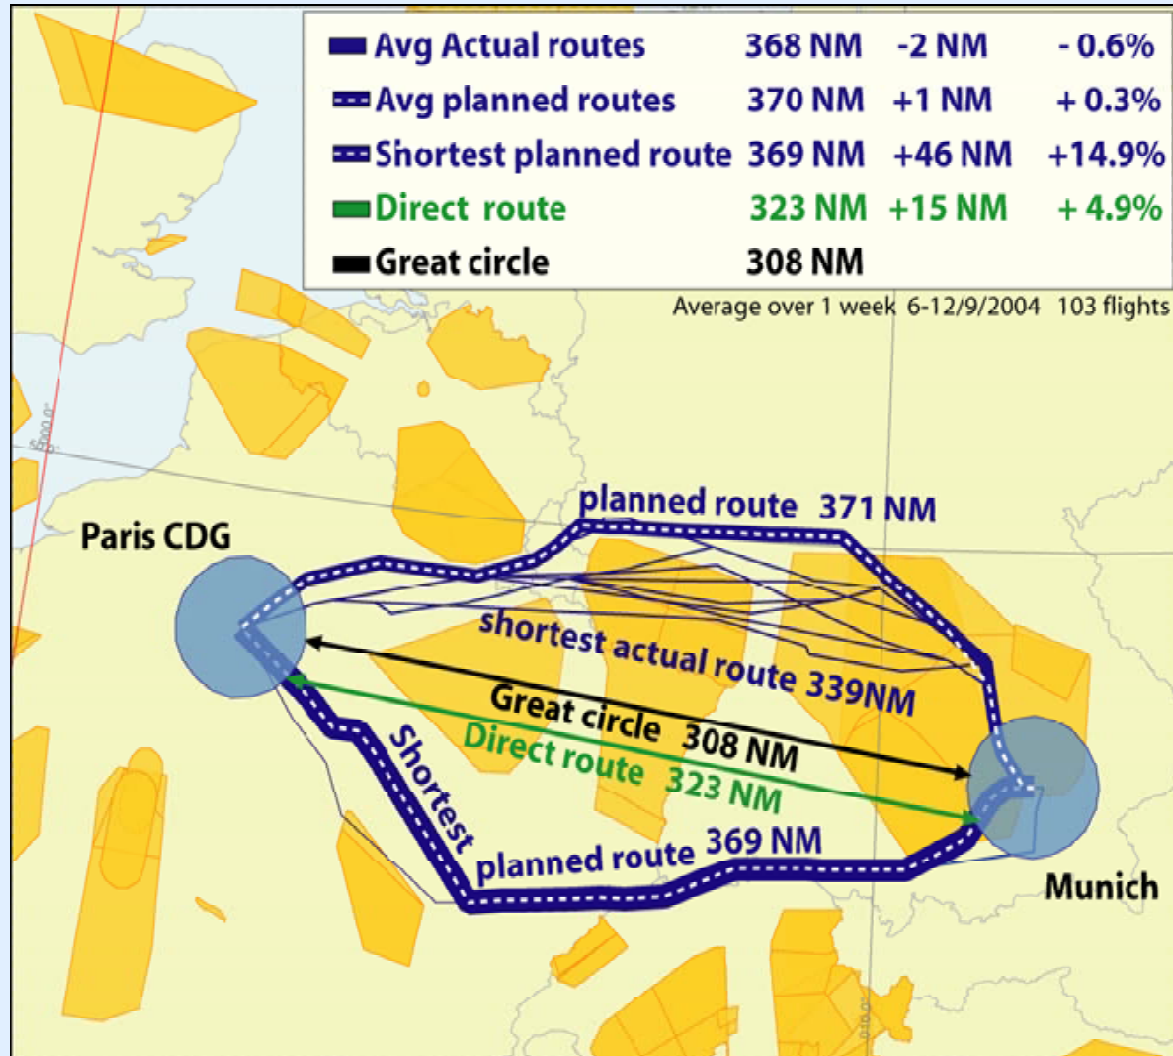 Avg Actual routes 368 NM -2 NM - 0.6%
Avg planned routes 370 NM +1 NM + 0.3%
Shortest planned route 369 NM +46 NM +14.9%
Direct route 323 NM +15 NM + 4.9%
Great circle 308 NM
Average over 1 week 6-12/9/2004 103 flights
planned route 371 NM
Paris CDG
shortest actual route 339NM
Great circle 308 NM
Direct route 323 NM
Shortest
planned route 369 NM
Munich